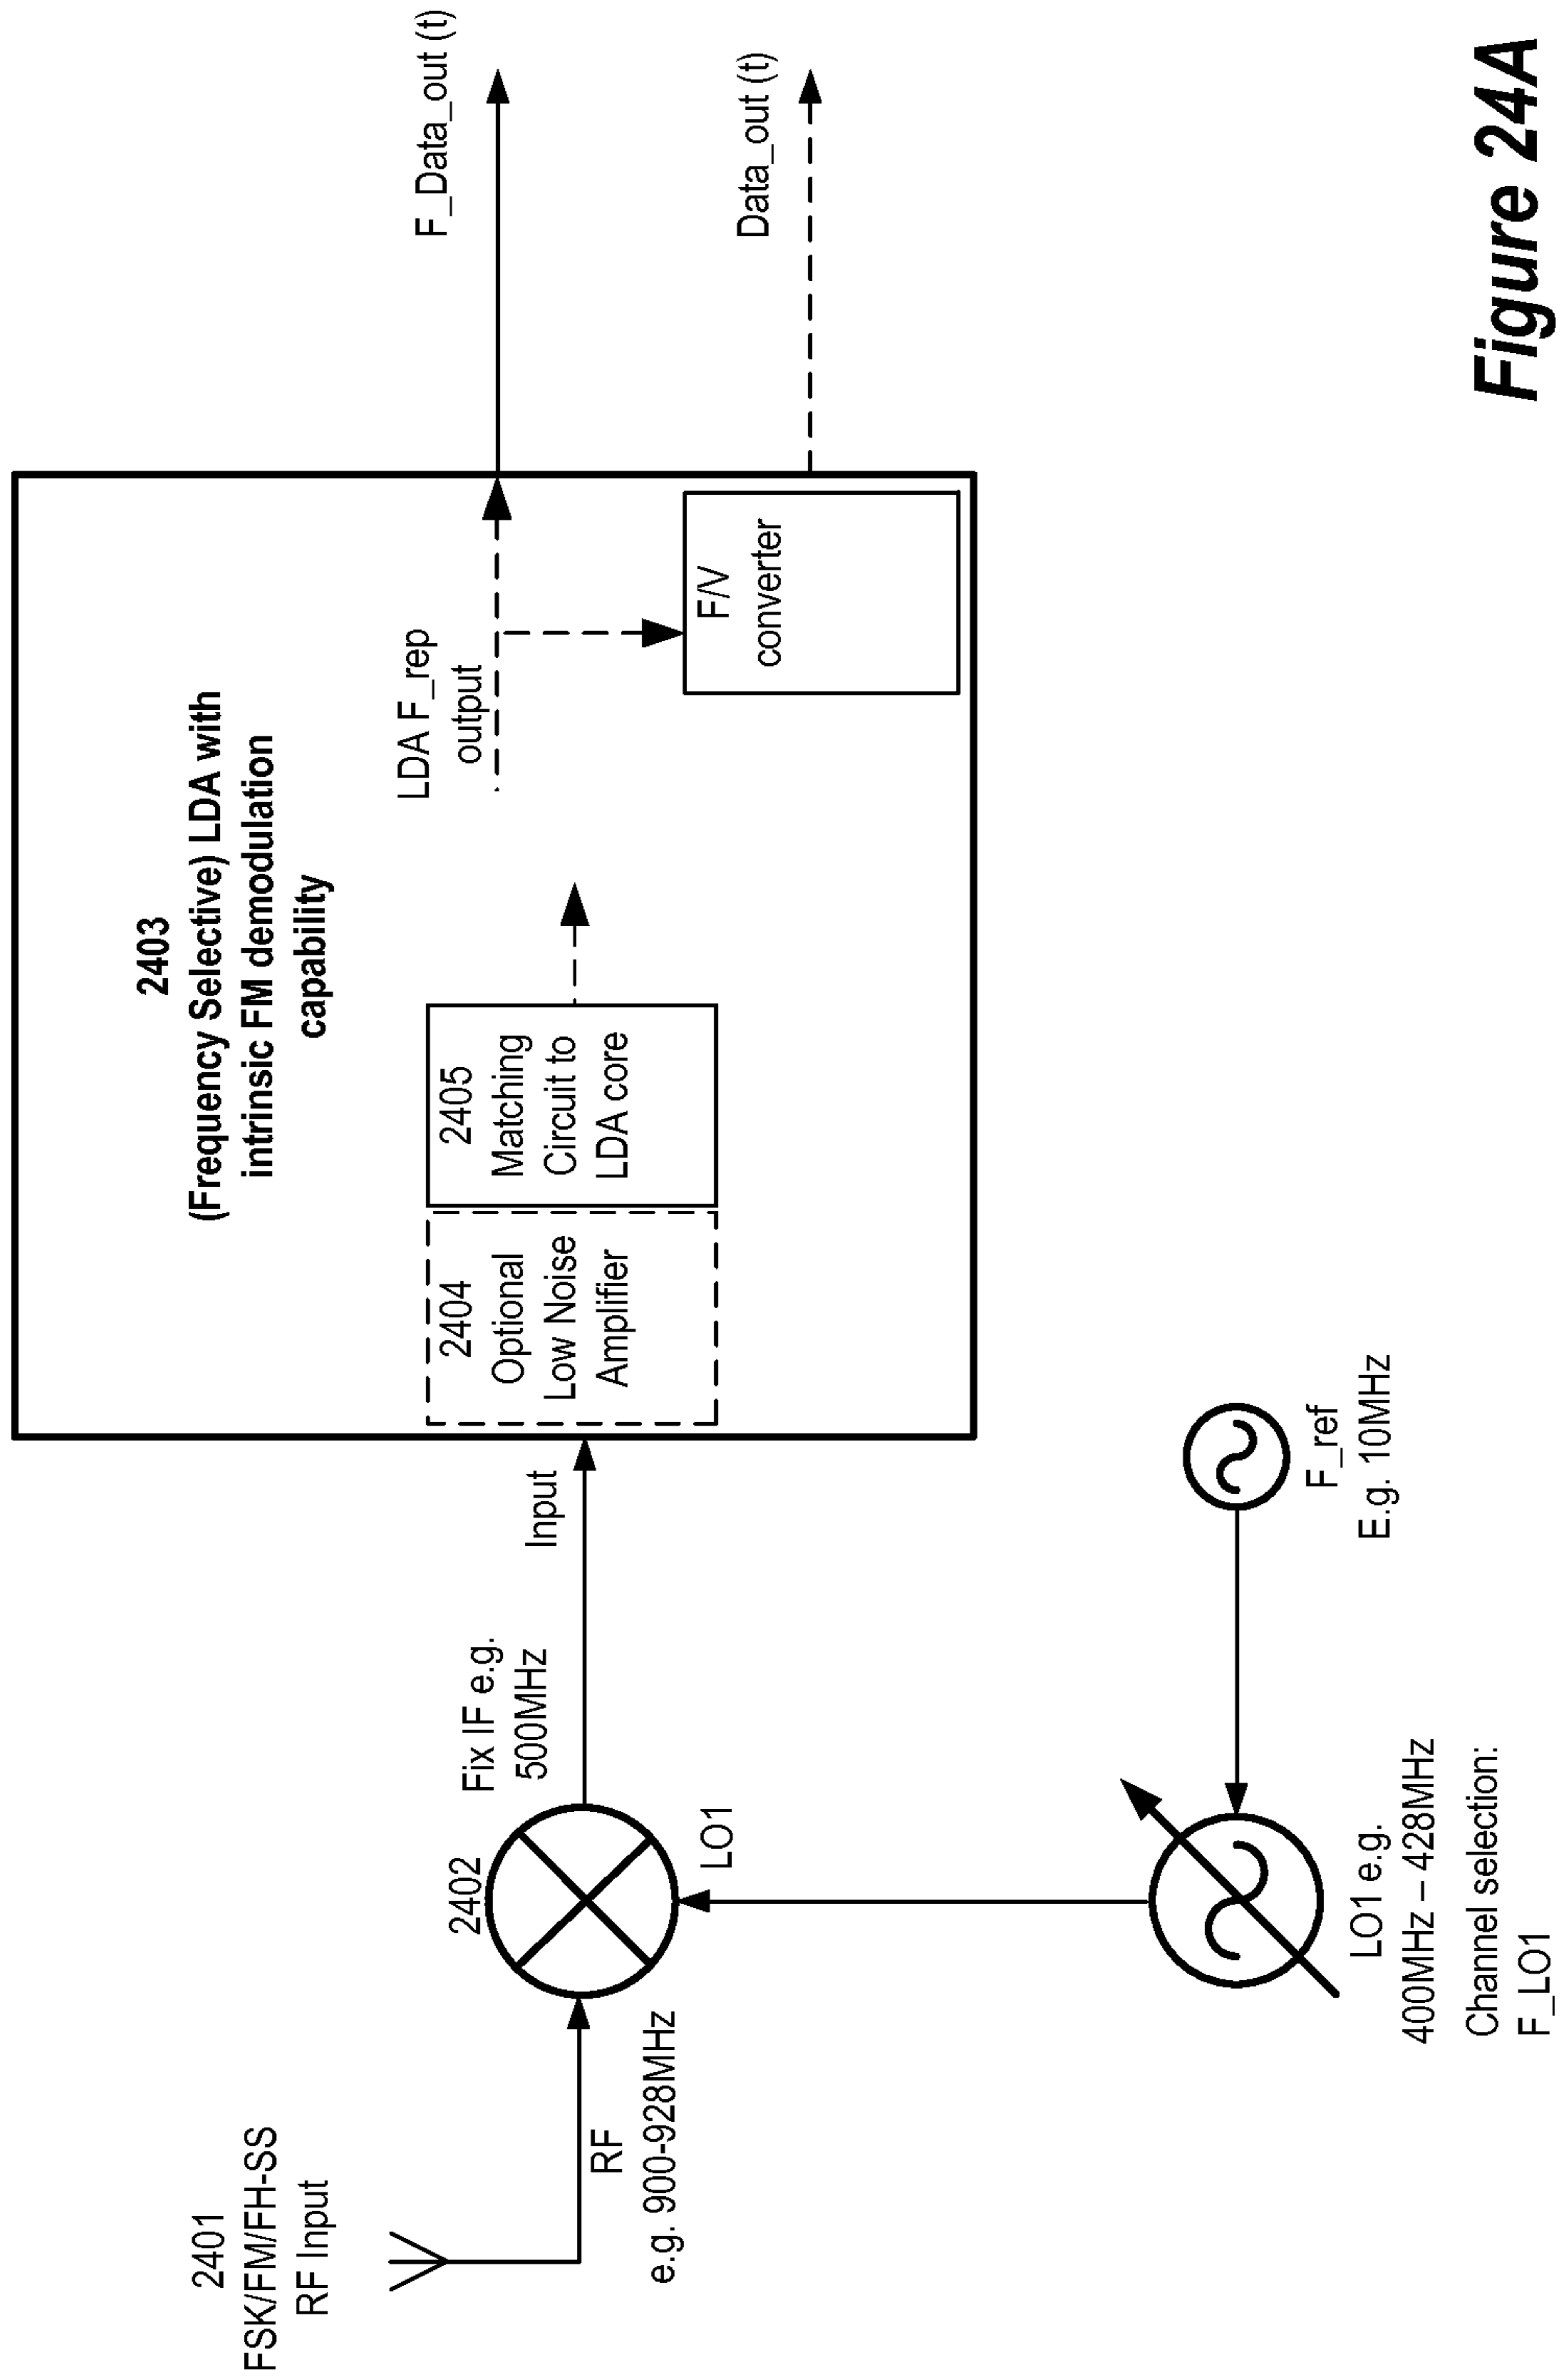 2401
FSK/FM/FH-SS
RF Input
RF
e.g. 900-928MHz
2402
LO1
Fix IF e.g.
500MHz
Input
LO1 e.g.
400MHz – 428MHz
Channel selection:
F_LO1
F_ref
E.g. 10MHz
2403
(Frequency Selective) LDA with
intrinsic FM demodulation
capability
2404
Optional
Low Noise
Amplifier
2405
Matching
Circuit to
LDA core
LDA F_rep
output
F/V
converter
F_Data_out (t)
Data_out (t)
Figure 24A